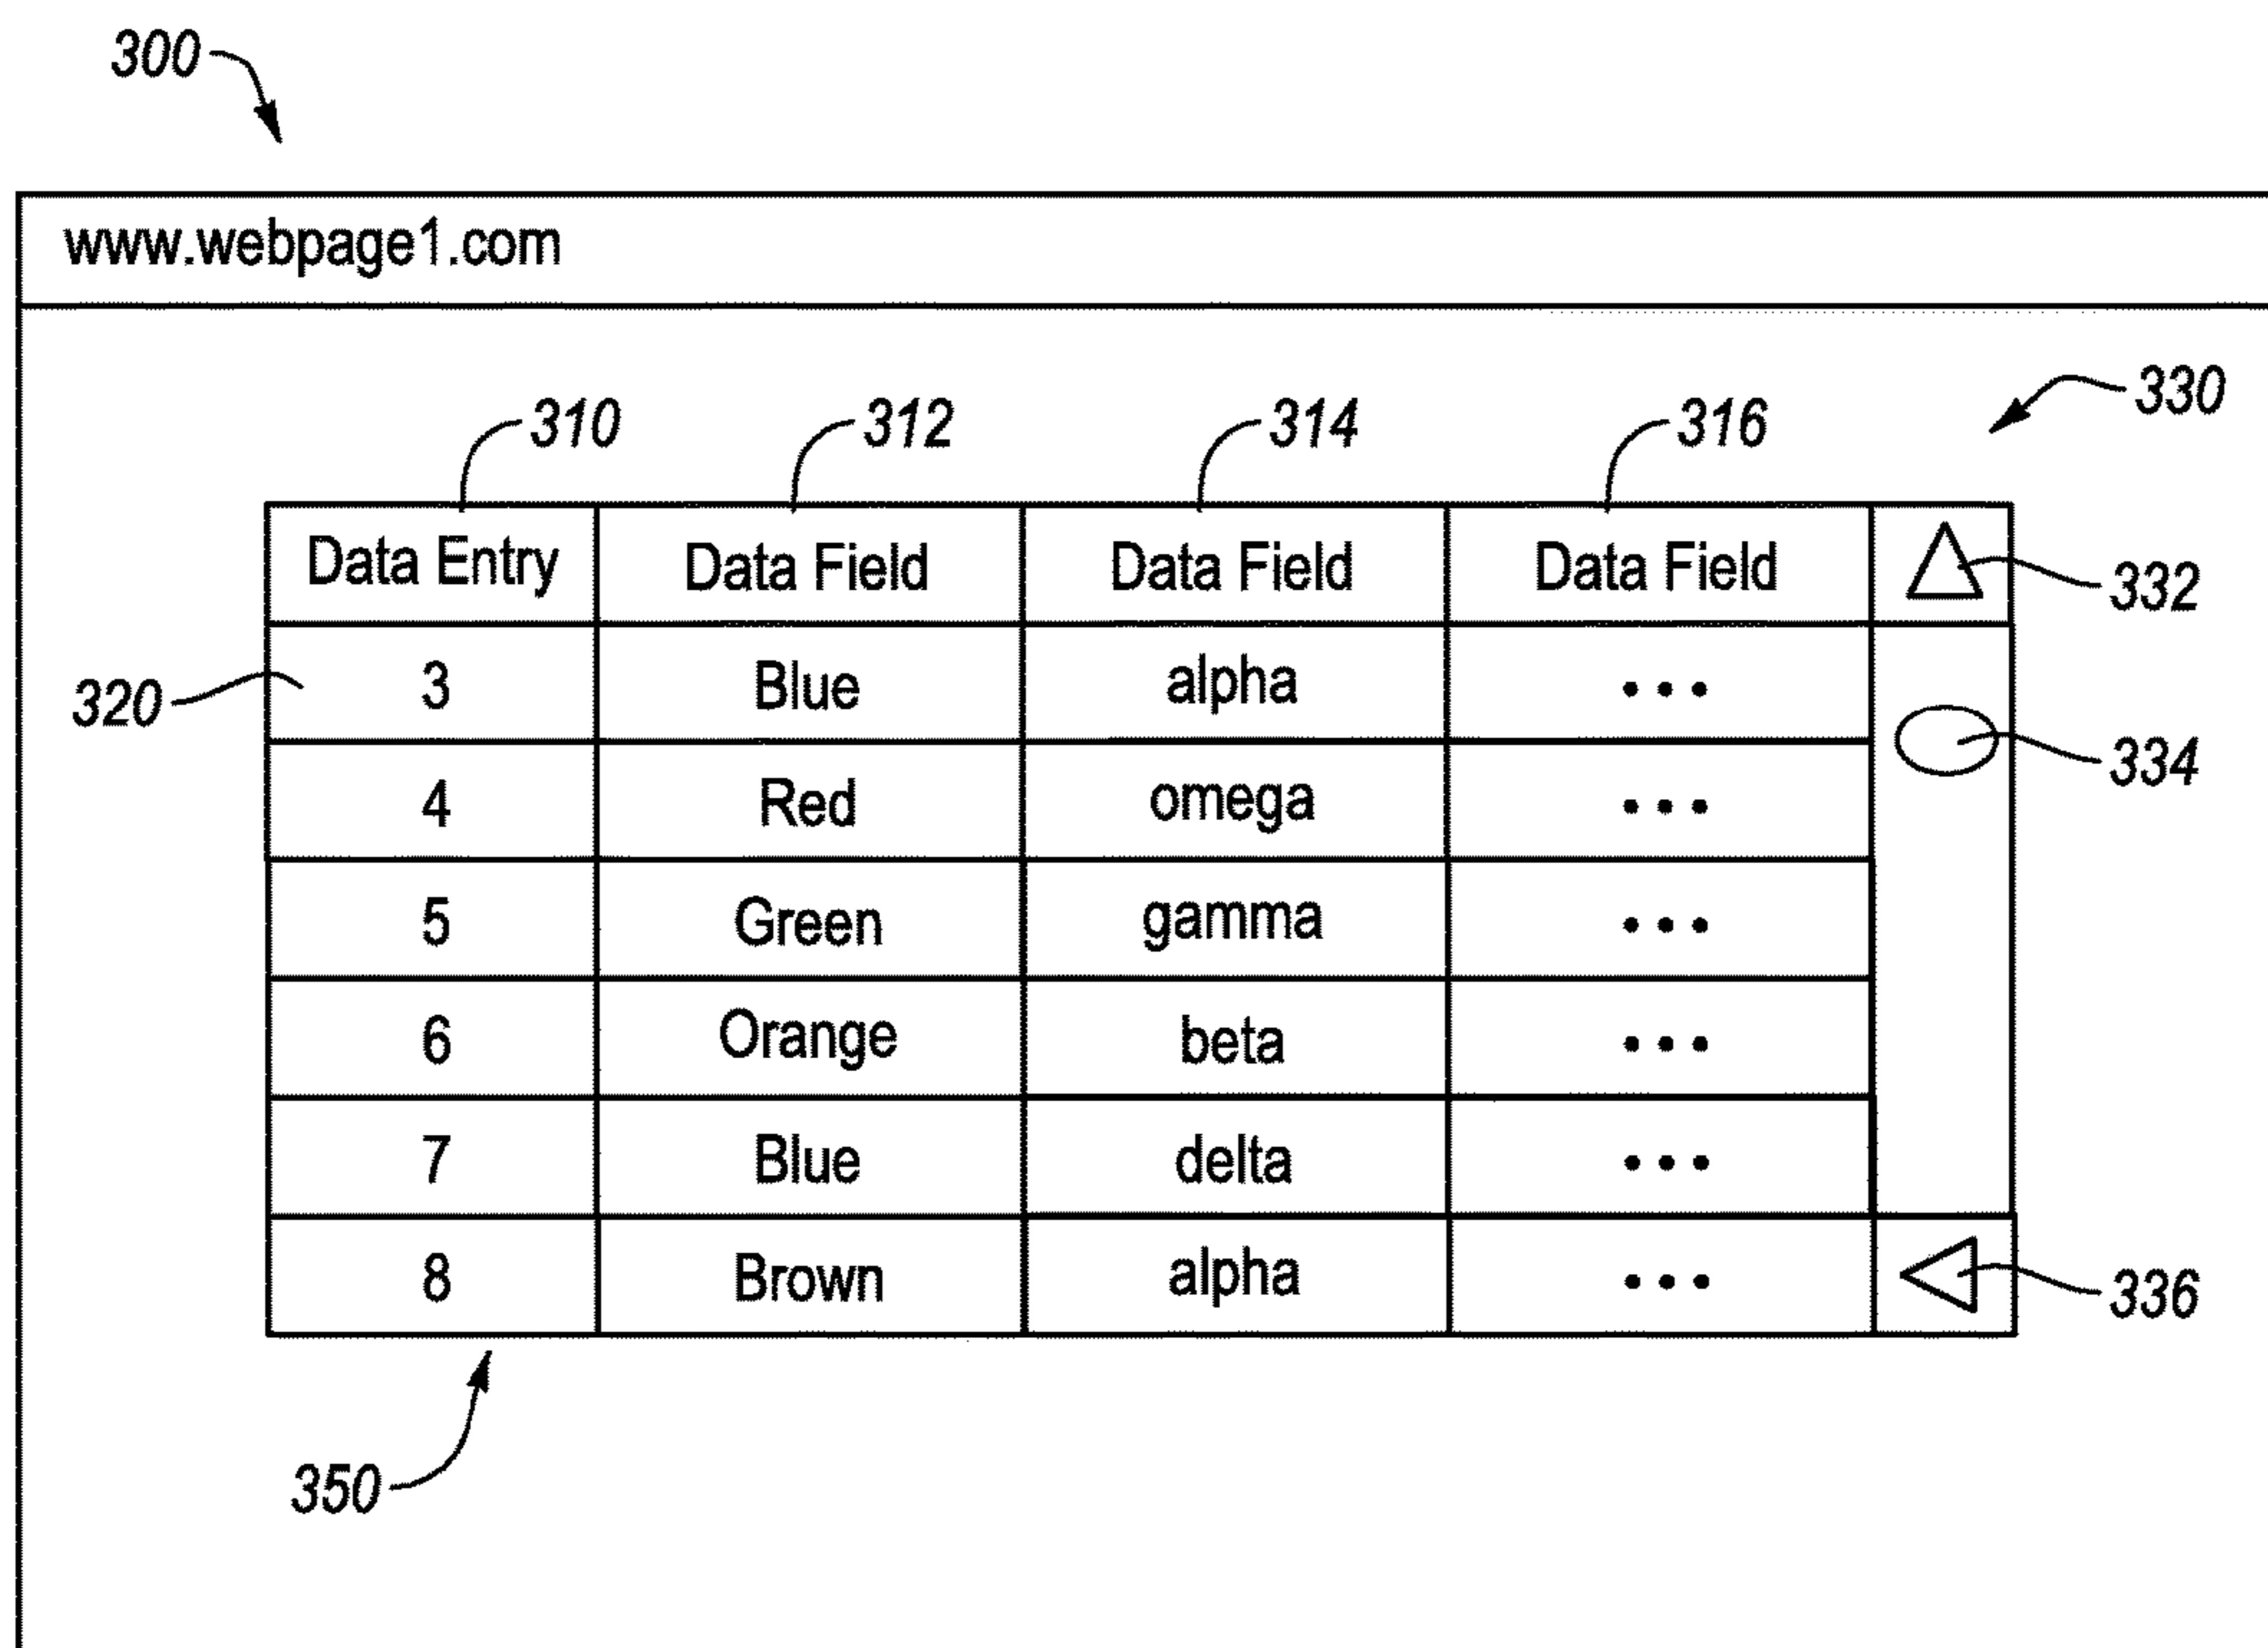 300
www.webpage1.com
330
310 312 314 316
Data Entry Data Field Data Field Data Field
332
320
3 Blue alpha ...
334
4 Red omega ...
5 Green gamma ...
6 Orange beta ...
7 Blue delta ...
8 Brown alpha ...
336
350